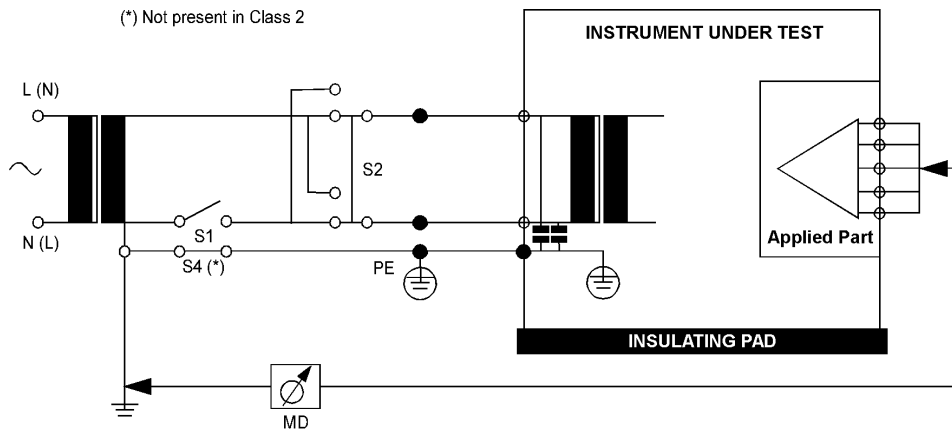 (*) Not present in Class 2
INSTRUMENT UNDER TEST
L (N)
S2
N (L)
S1
S4 (*)
PE
Applied Part
INSULATING PAD
MD